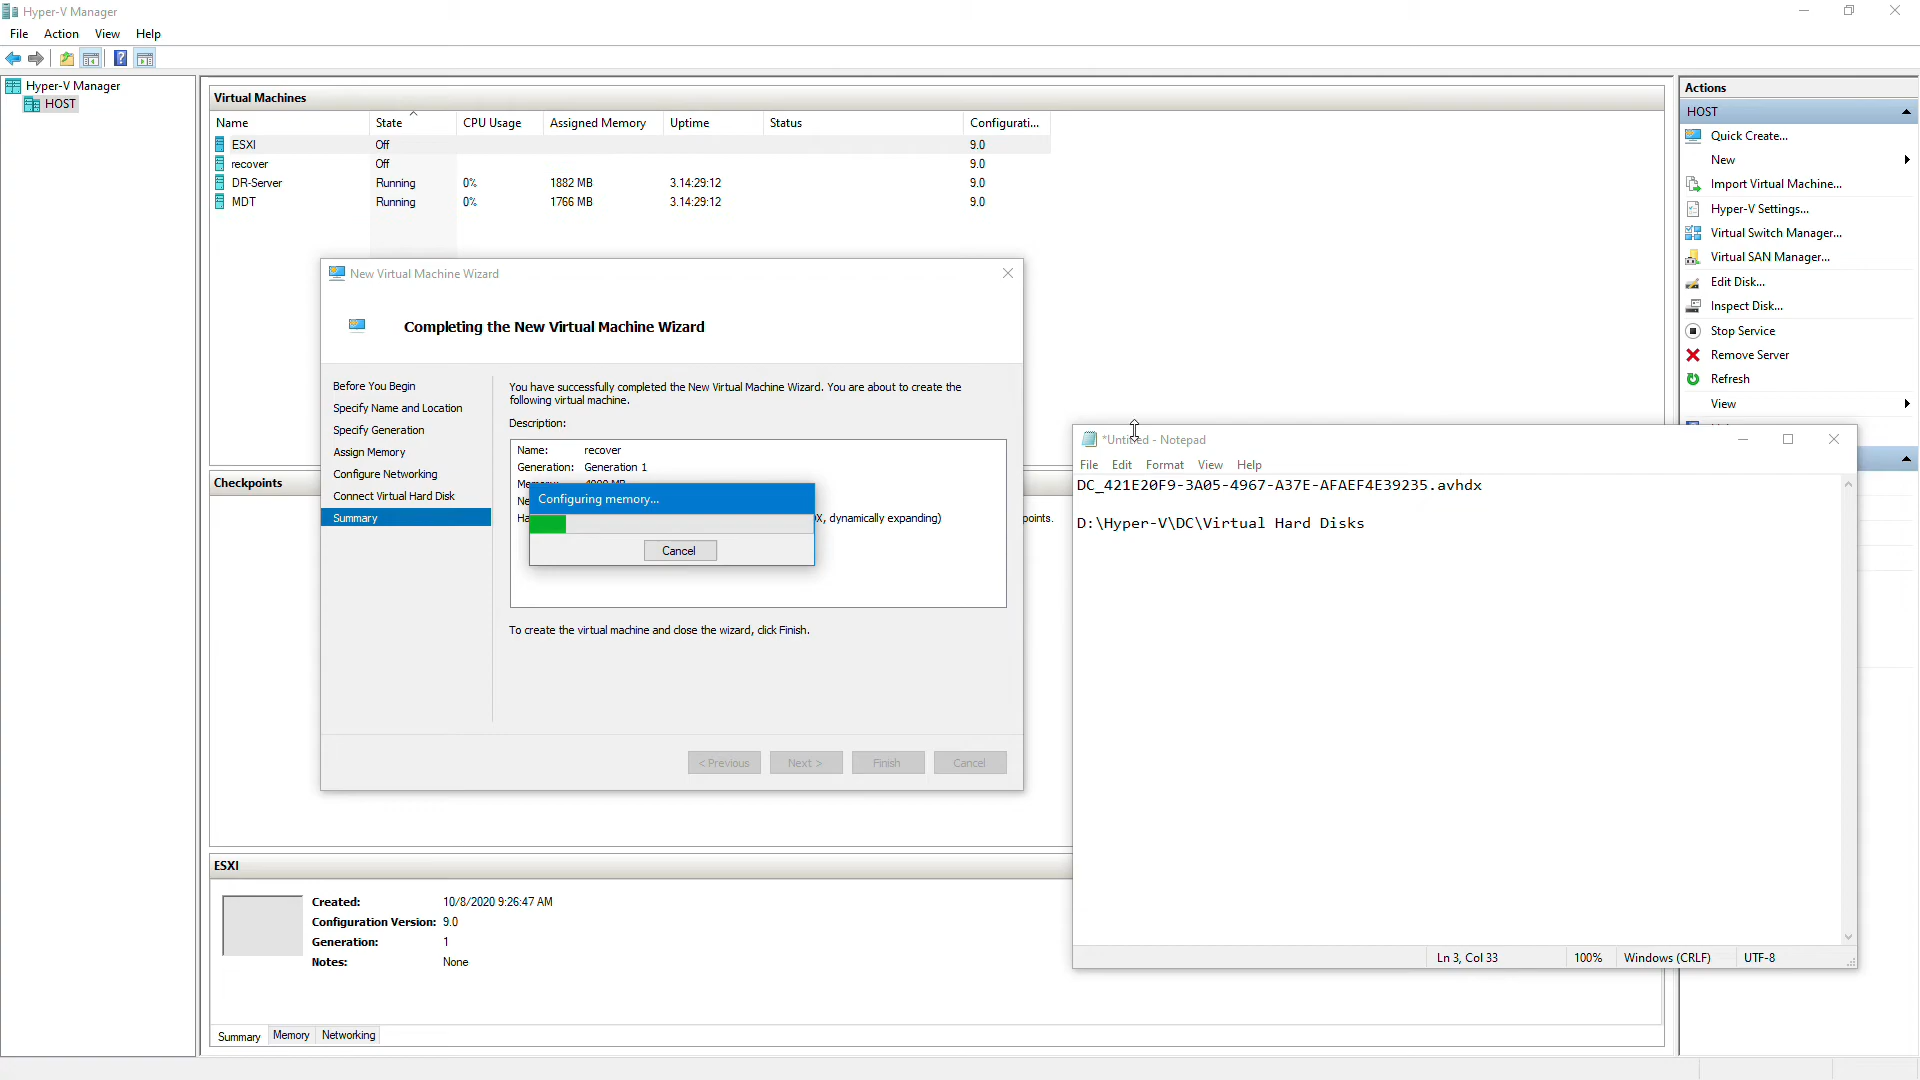 Hyper-V Manager
File Action View Help
Hyper-V Manager
HOST
Virtual Machines
Name State CPU Usage Assigned Memory Uptime Status Configurati...
ESXI Off 9.0
recover Off 9.0
DR-Server Running 0% 1882 MB 3.14:29:12 9.0
MDT Running 0% 1766 MB 3.14:29:12 9.0
Checkpoints
points.
New Virtual Machine Wizard
Completing the New Virtual Machine Wizard
Before You Begin
Specify Name and Location
Specify Generation
Assign Memory
Configure Networking
Connect Virtual Hard Disk
Summary
You have successfully completed the New Virtual Machine Wizard. You are about to create the
following virtual machine.
Description:
Name: recover
Generation: Generation 1
X, dynamically expanding)
Configuring memory...
Cancel
To create the virtual machine and close the wizard, click Finish.
< Previous Next > Finish Cancel
*Untitled - Notepad
File Edit Format View Help
DC_421E20F9-3A05-4967-A37E-AFAEF4E39235.avhdx
D:\Hyper-V\DC\Virtual Hard Disks
Ln 3, Col 33 100% Windows (CRLF) UTF-8
ESXI
Created: 10/8/2020 9:26:47 AM
Configuration Version: 9.0
Generation: 1
Notes: None
Summary Memory Networking
Actions
HOST
Quick Create...
New
Import Virtual Machine...
Hyper-V Settings...
Virtual Switch Manager...
Virtual SAN Manager...
Edit Disk...
Inspect Disk...
Stop Service
Remove Server
Refresh
View